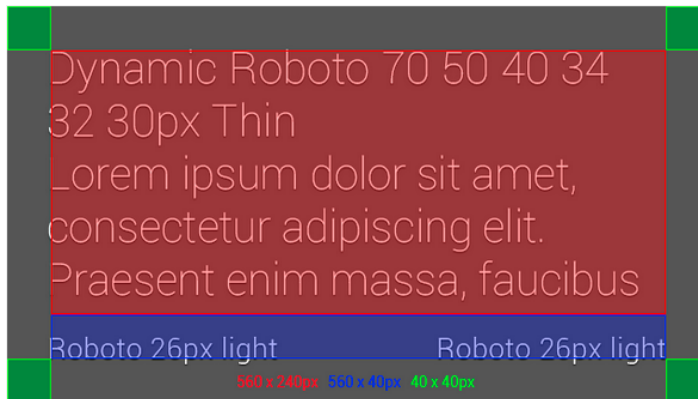 Dynamic Roboto 70 50 40 34
32 30px Thin
Lorem ipsum dolor sit amet,
consectetur adipiscing elit.
Praesent enim massa, faucibus
Roboto 26px light Roboto 26px light
560 x 240px 560 x 40px 40 x 40px